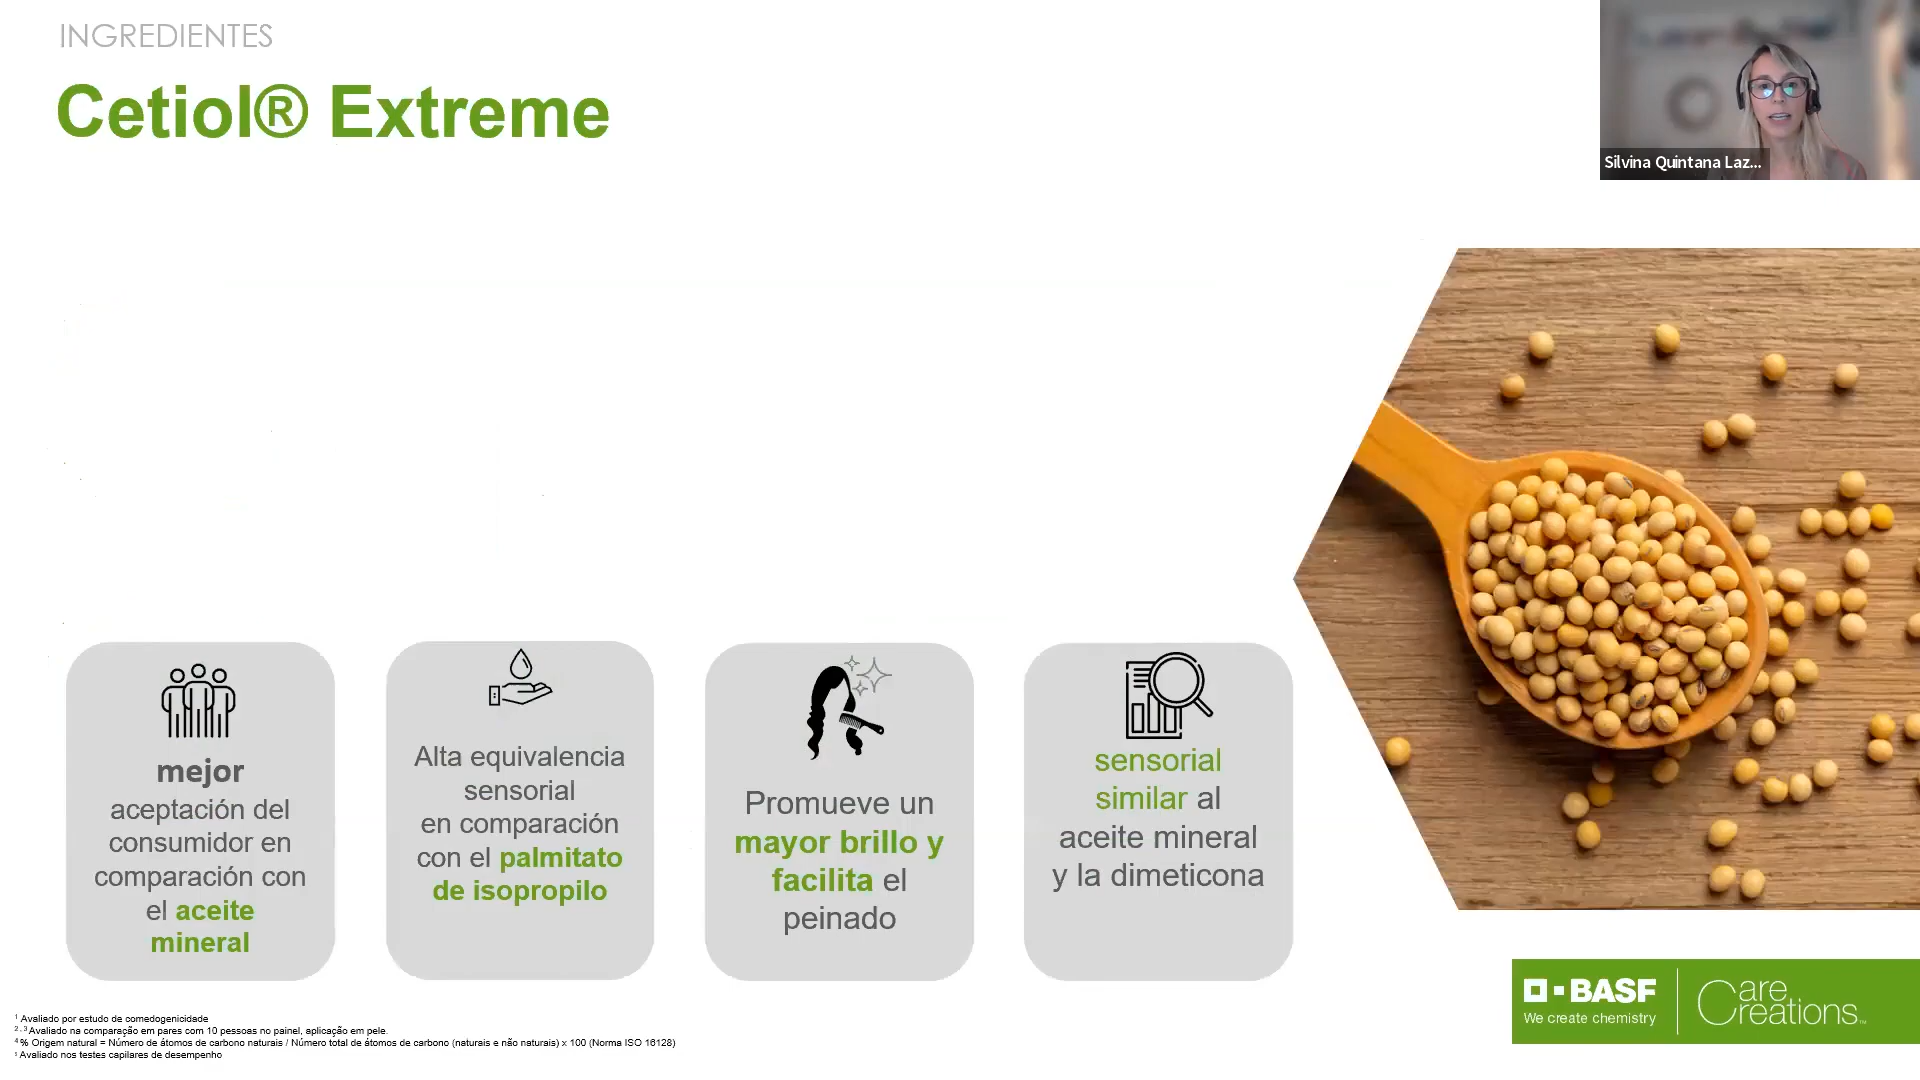 INGREDIENTES
Cetiol® Extreme
Silvina Quintana Laz...
mejor
aceptación del
consumidor en
comparación con
el aceite
mineral
Alta equivalencia
sensorial
en comparación
con el palmitato
de isopropilo
Promueve un
mayor brillo y
facilita el
peinado
sensorial
similar al
aceite mineral
y la dimeticona
¹ Avaliado por estudo de comedogenicidade
² , ³ Avaliado na comparação em pares com 10 pessoas no painel, aplicação em pele.
⁴ % Origem natural = Número de átomos de carbono naturais / Número total de átomos de carbono (naturais e não naturais) x 100 (Norma ISO 16128)
⁵ Avaliado nos testes capilares de desempenho
BASF
We create chemistry
Care
Creations™